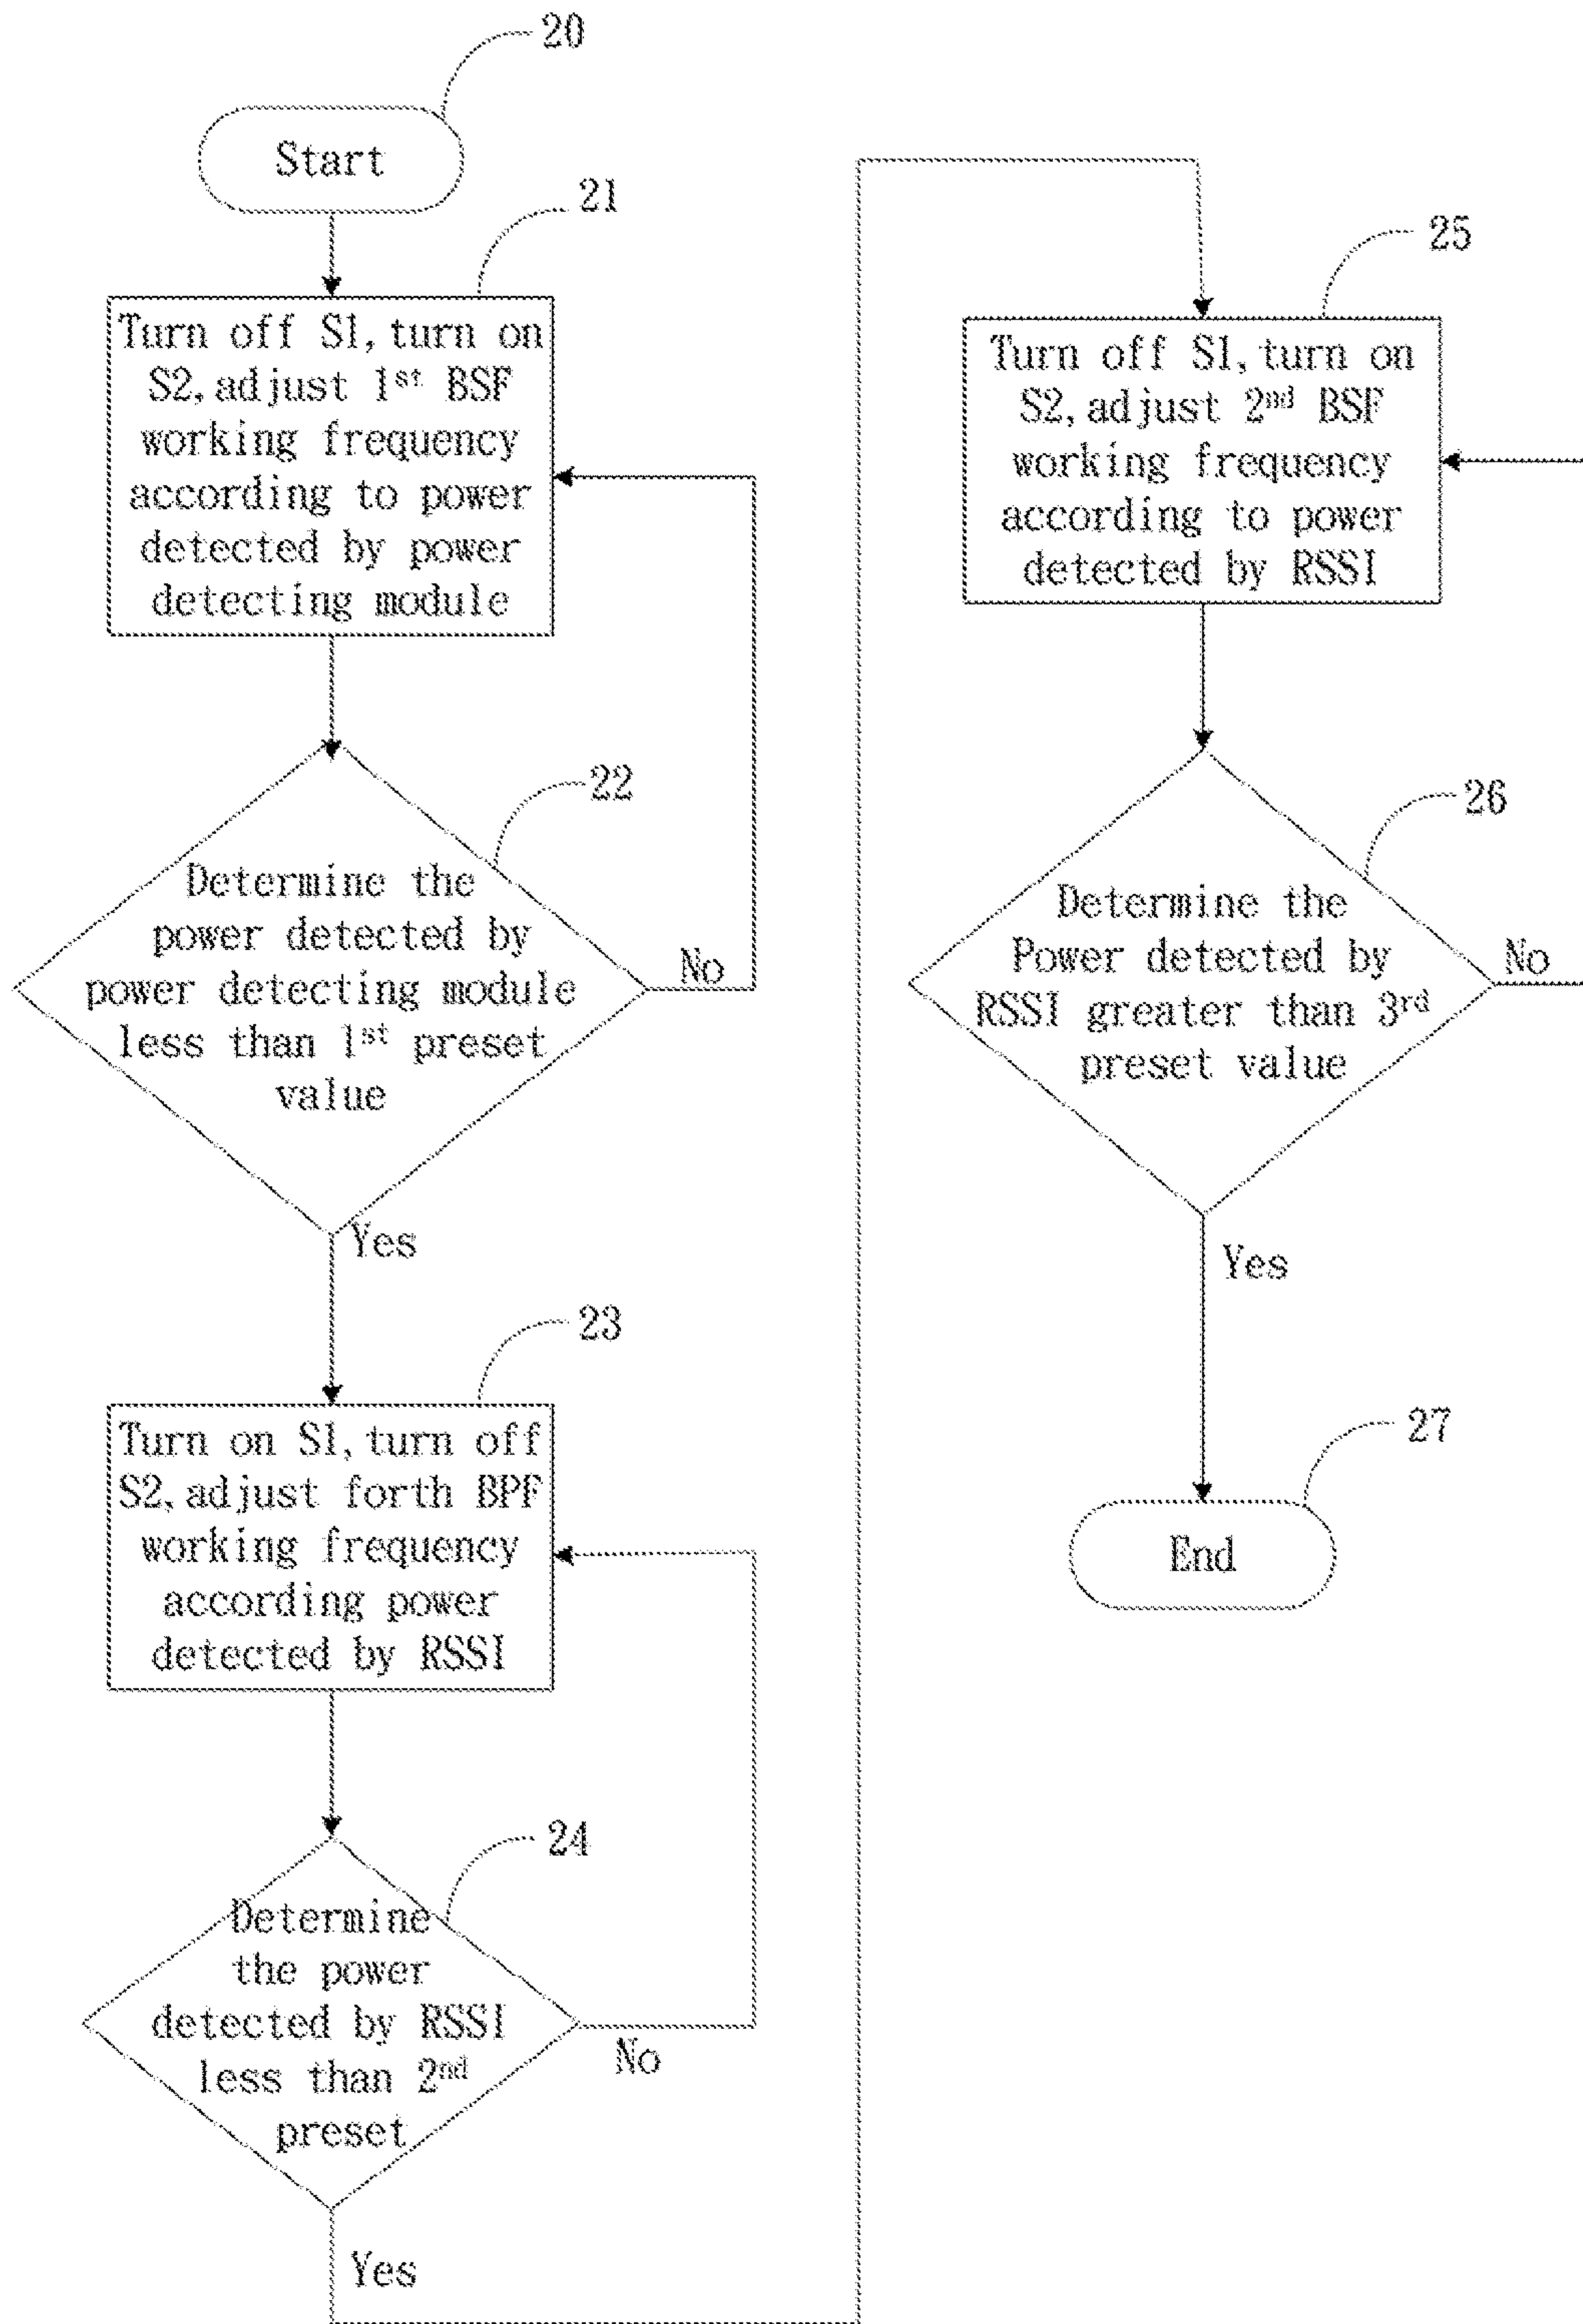 20
Start
21
Turn off S1, turn on
S2, adjust 1st BSF
working frequency
according to power
detected by power
detecting module
22
Determine the
power detected by
power detecting module
less than 1st preset
value
No
Yes
23
Turn on S1, turn off
S2, adjust forth BPF
working frequency
according power
detected by RSSI
24
Determine
the power
detected by RSSI
less than 2nd
preset
No
Yes
25
Turn off S1, turn on
S2, adjust 2nd BSF
working frequency
according to power
detected by RSSI
26
Determine the
Power detected by
RSSI greater than 3rd
preset value
No
Yes
27
End